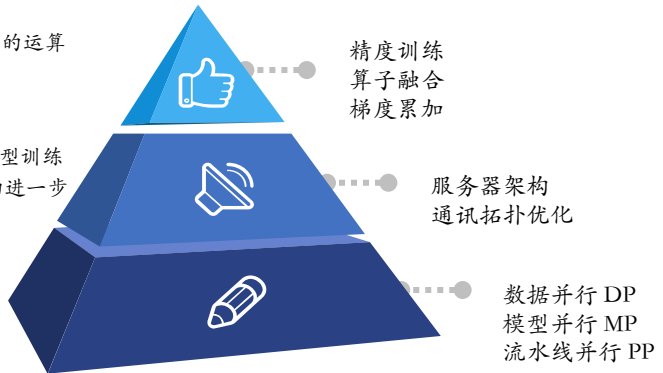 的运算
精度训练
算子融合
梯度累加
型训练
进一步
服务器架构
通讯拓扑优化
数据并行 DP
模型并行 MP
流水线并行 PP